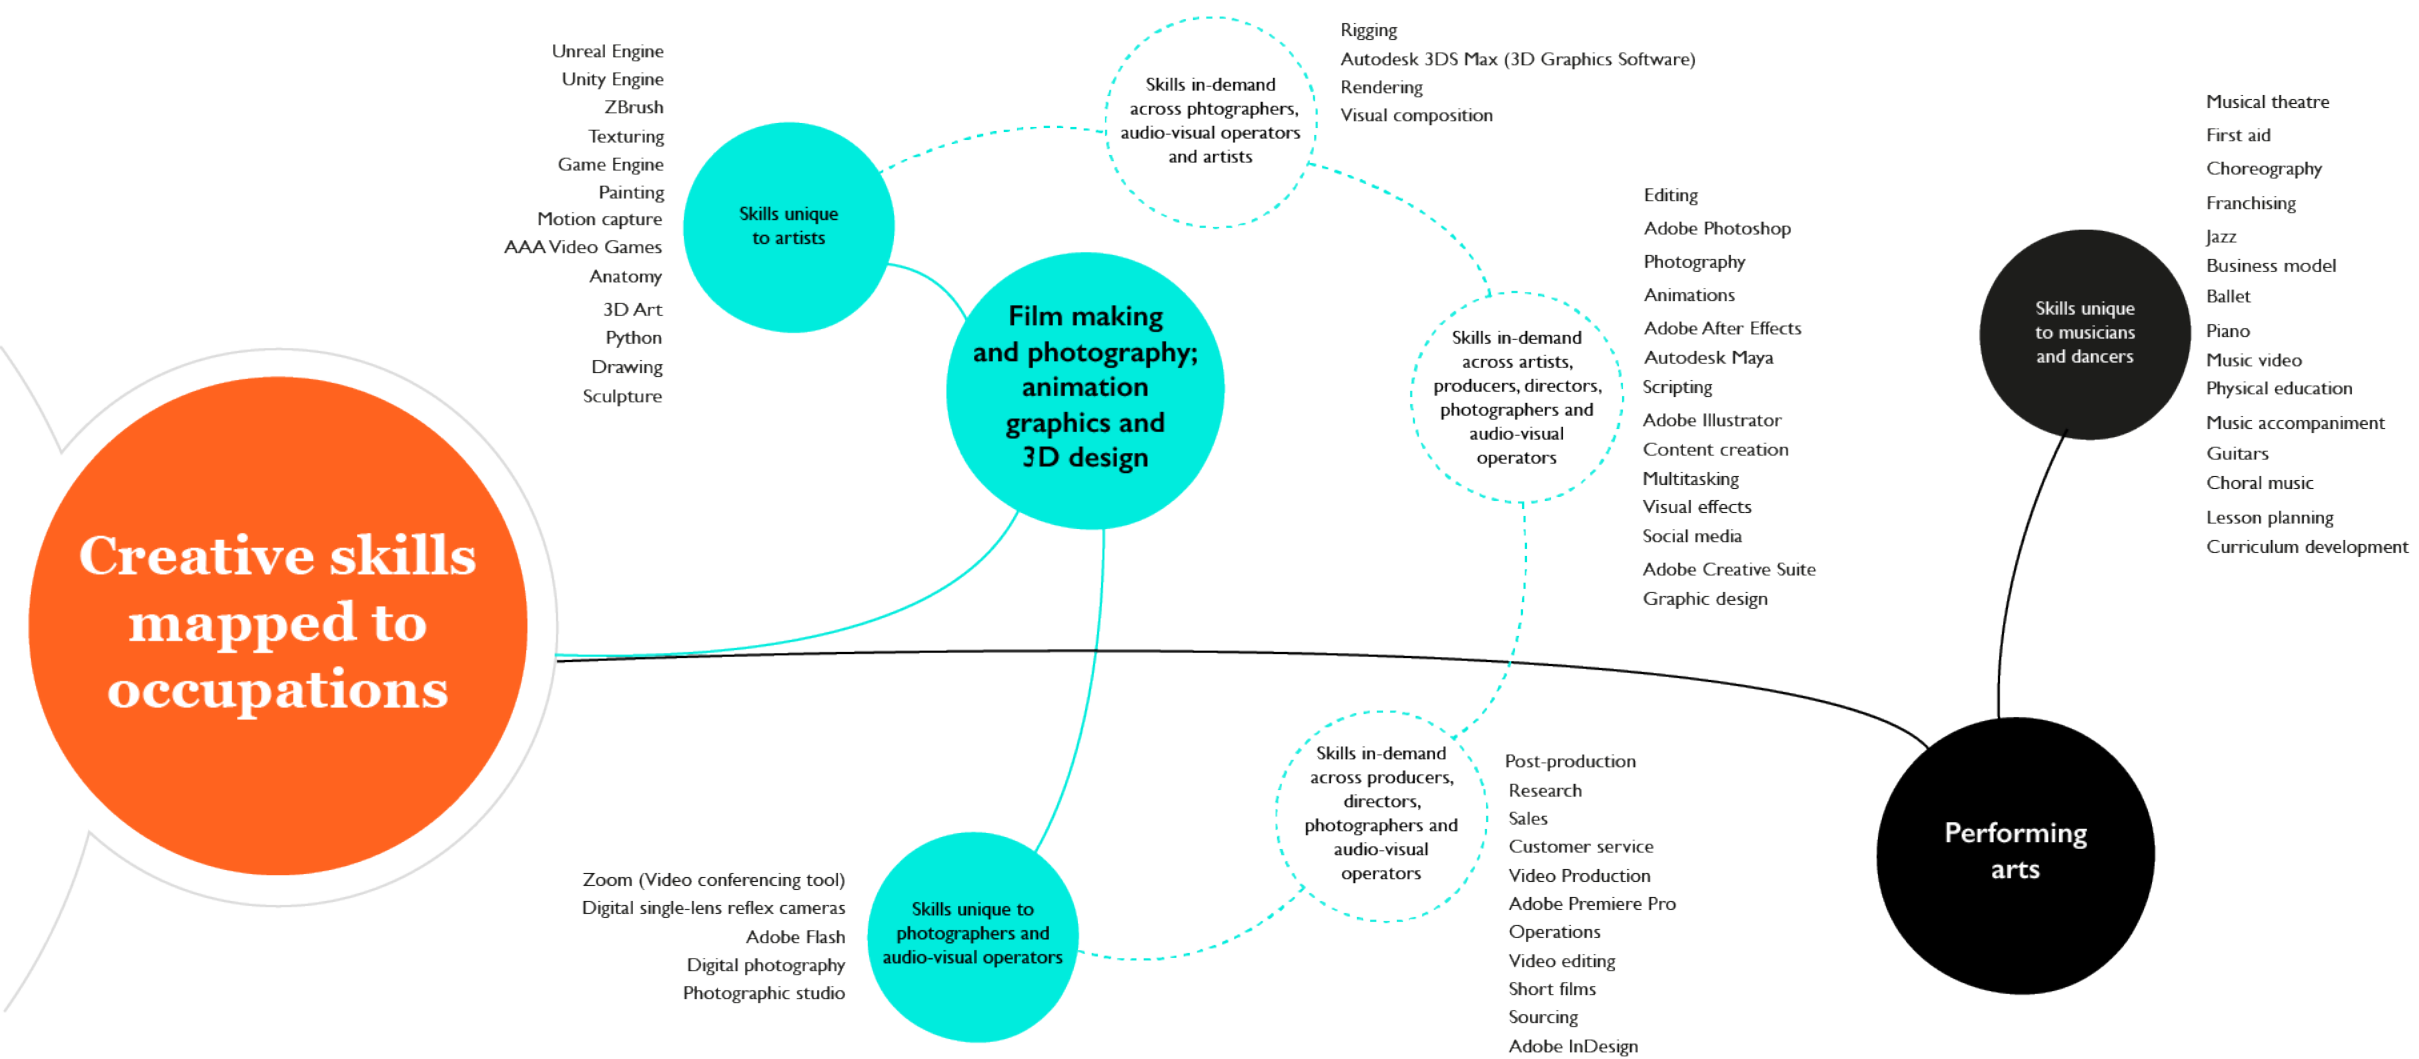 Creative skills
mapped to
occupations
Unreal Engine
Unity Engine
ZBrush
Texturing
Game Engine
Painting
Motion capture
AAA Video Games
Anatomy
3D Art
Python
Drawing
Sculpture
Skills unique
to artists
Film making
and photography;
animation
graphics and
3D design
Skills in-demand
across phtographers,
audio-visual operators
and artists
Rigging
Autodesk 3DS Max (3D Graphics Software)
Rendering
Visual composition
Skills in-demand
across artists,
producers, directors,
photographers and
audio-visual
operators
Editing
Adobe Photoshop
Photography
Animations
Adobe After Effects
Autodesk Maya
Scripting
Adobe Illustrator
Content creation
Multitasking
Visual effects
Social media
Adobe Creative Suite
Graphic design
Skills in-demand
across producers,
directors,
photographers and
audio-visual
operators
Post-production
Research
Sales
Customer service
Video Production
Adobe Premiere Pro
Operations
Video editing
Short films
Sourcing
Adobe InDesign
Zoom (Video conferencing tool)
Digital single-lens reflex cameras
Adobe Flash
Digital photography
Photographic studio
Skills unique to
photographers and
audio-visual operators
Skills unique
to musicians
and dancers
Musical theatre
First aid
Choreography
Franchising
Jazz
Business model
Ballet
Piano
Music video
Physical education
Music accompaniment
Guitars
Choral music
Lesson planning
Curriculum development
Performing
arts